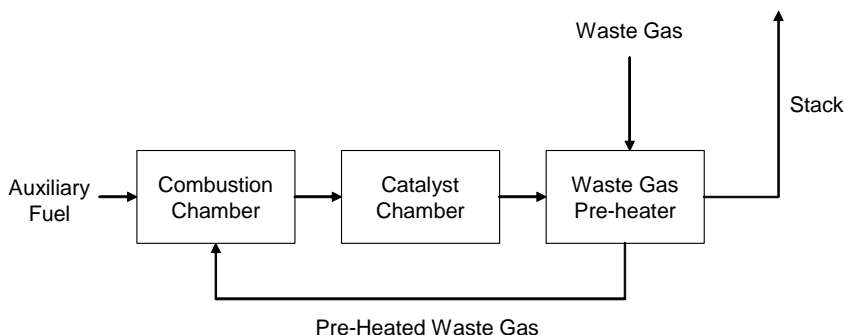 Waste Gas
Stack
Auxiliary
Fuel
Combustion
Chamber
Catalyst
Chamber
Waste Gas
Pre-heater
Pre-Heated Waste Gas